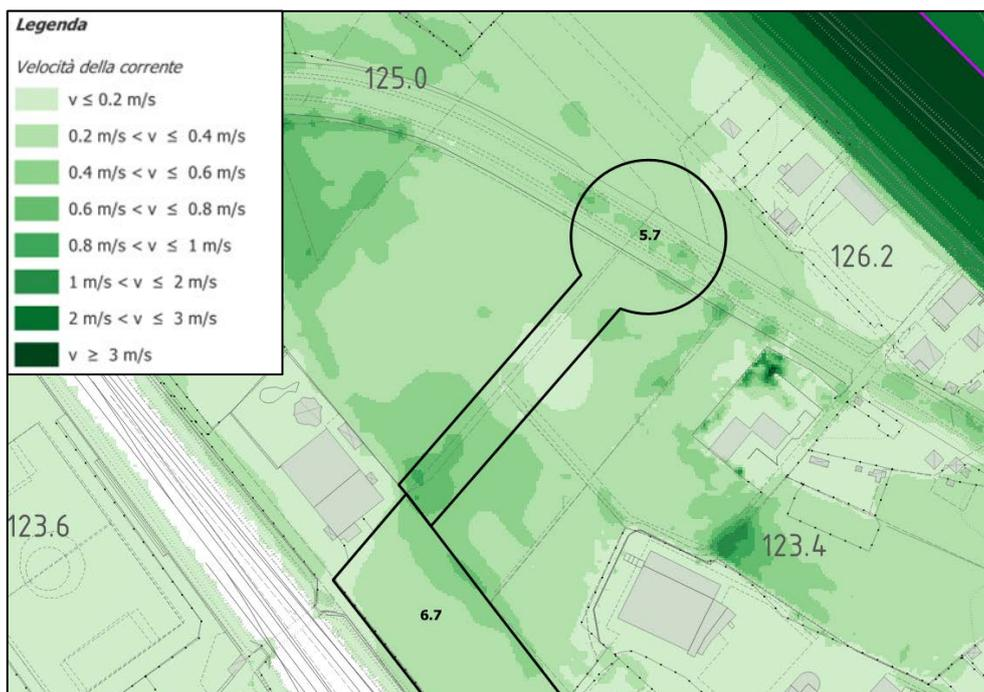 Legenda
Velocità della corrente
v ≤ 0.2 m/s
0.2 m/s < v ≤ 0.4 m/s
0.4 m/s < v ≤ 0.6 m/s
0.6 m/s < v ≤ 0.8 m/s
0.8 m/s < v ≤ 1 m/s
1 m/s < v ≤ 2 m/s
2 m/s < v ≤ 3 m/s
v ≥ 3 m/s
125.0
5.7
126.2
123.6
123.4
6.7